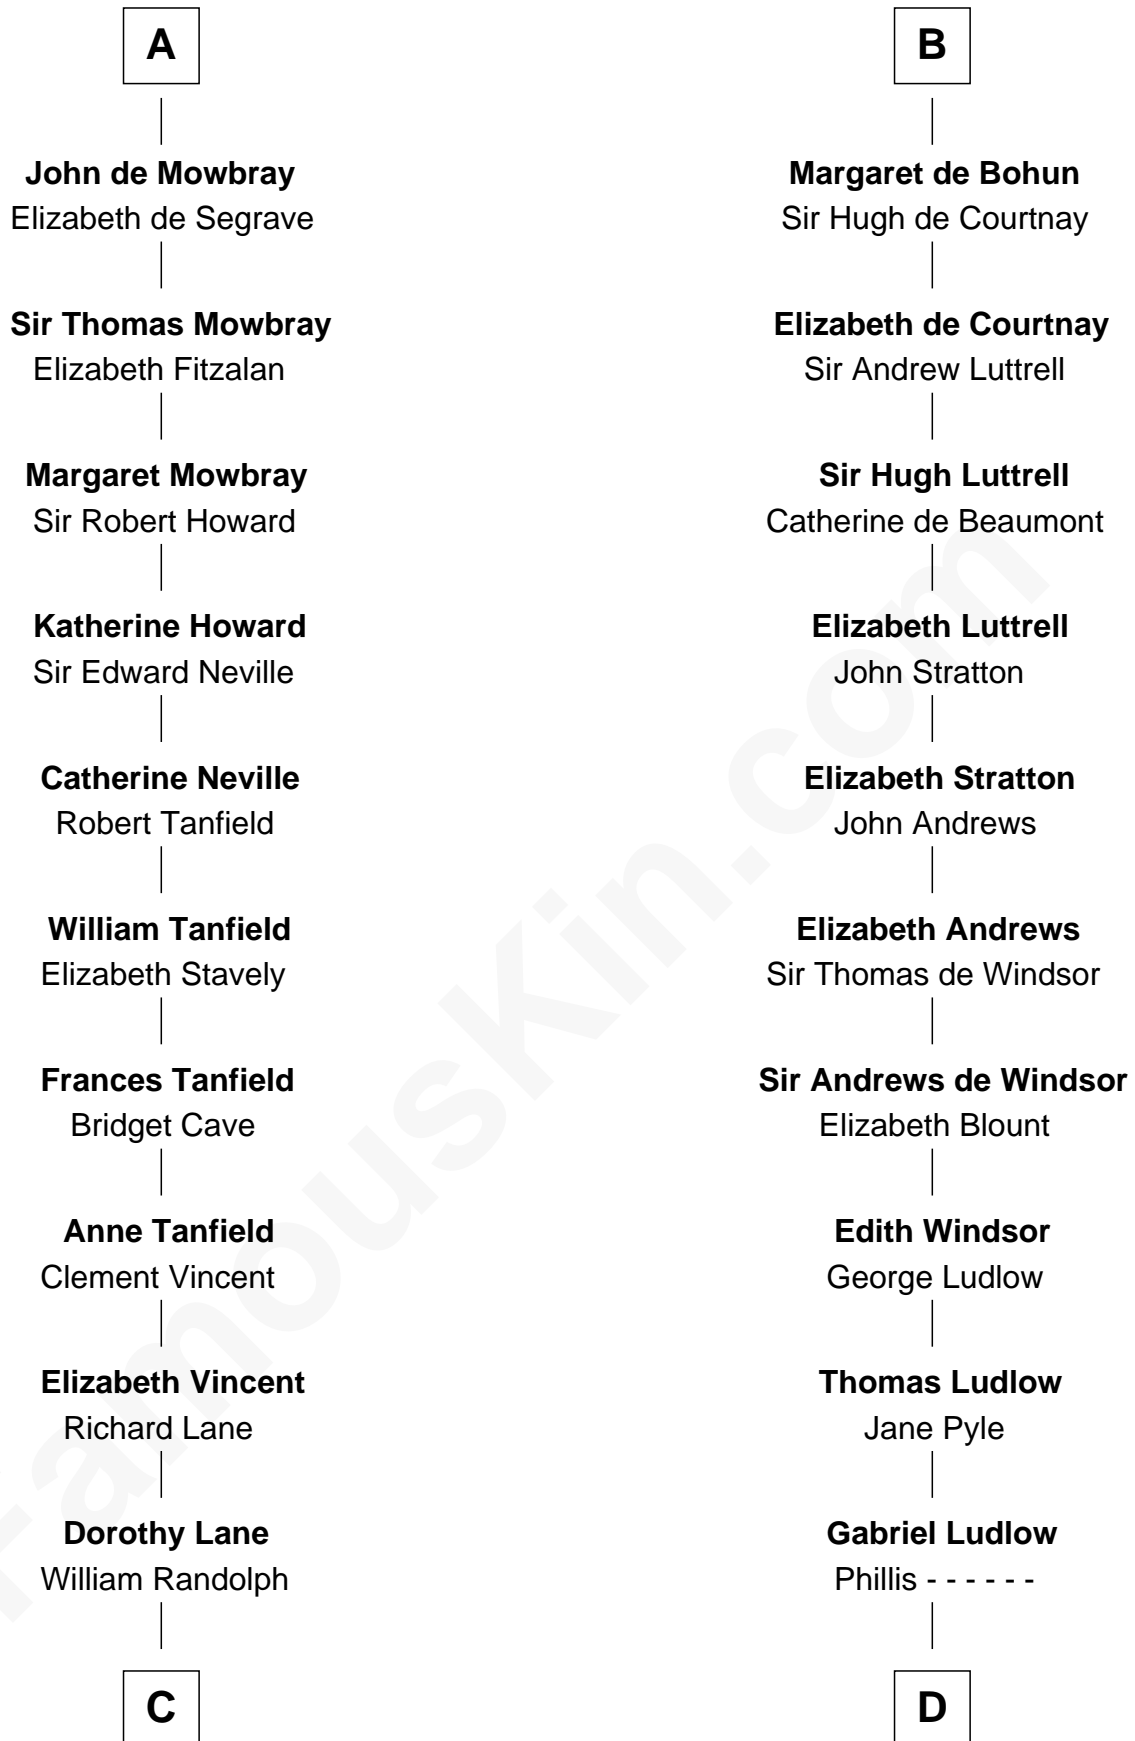 A
John de Mowbray
Elizabeth de Segrave
Sir Thomas Mowbray
Elizabeth Fitzalan
Margaret Mowbray
Sir Robert Howard
Katherine Howard
Sir Edward Neville
Catherine Neville
Robert Tanfield
William Tanfield
Elizabeth Stavely
Frances Tanfield
Bridget Cave
Anne Tanfield
Clement Vincent
Elizabeth Vincent
Richard Lane
Dorothy Lane
William Randolph
C
B
Margaret de Bohun
Sir Hugh de Courtnay
Elizabeth de Courtnay
Sir Andrew Luttrell
Sir Hugh Luttrell
Catherine de Beaumont
Elizabeth Luttrell
John Stratton
Elizabeth Stratton
John Andrews
Elizabeth Andrews
Sir Thomas de Windsor
Sir Andrews de Windsor
Elizabeth Blount
Edith Windsor
George Ludlow
Thomas Ludlow
Jane Pyle
Gabriel Ludlow
Phillis - - - - - -
D
FamousKin.com